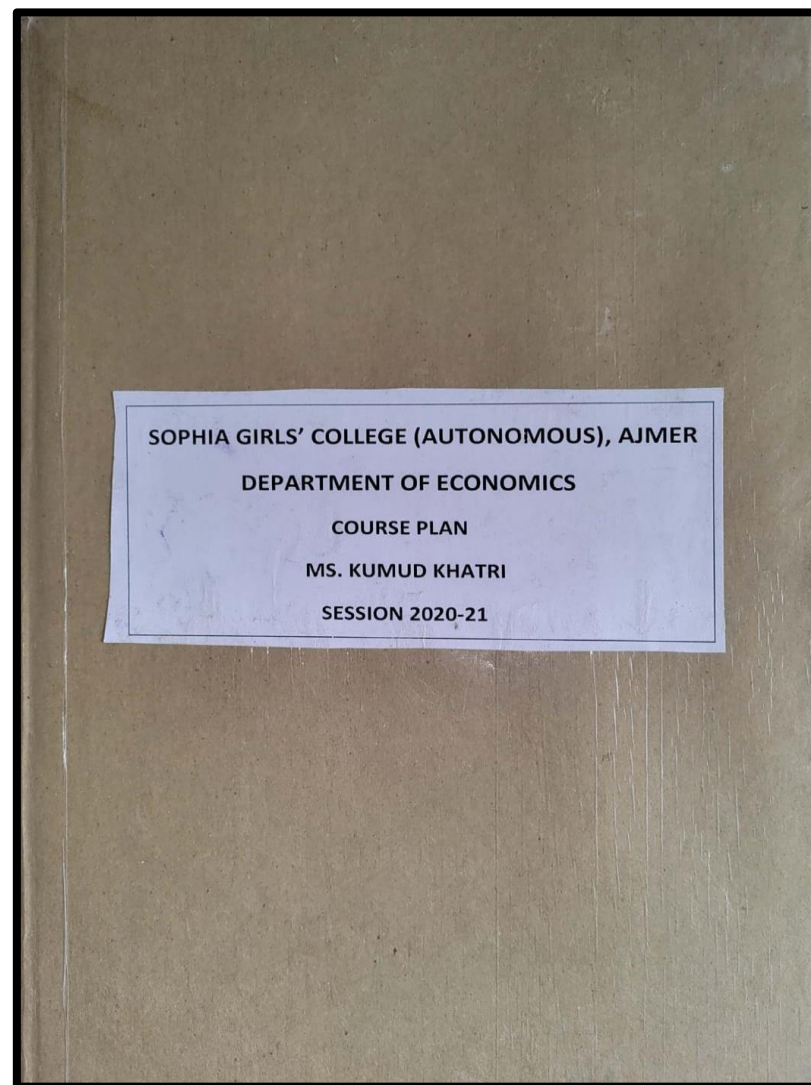 SOPHIA GIRLS’ COLLEGE (AUTONOMOUS), AJMER
DEPARTMENT OF ECONOMICS
COURSE PLAN
MS. KUMUD KHATRI
SESSION 2020-21